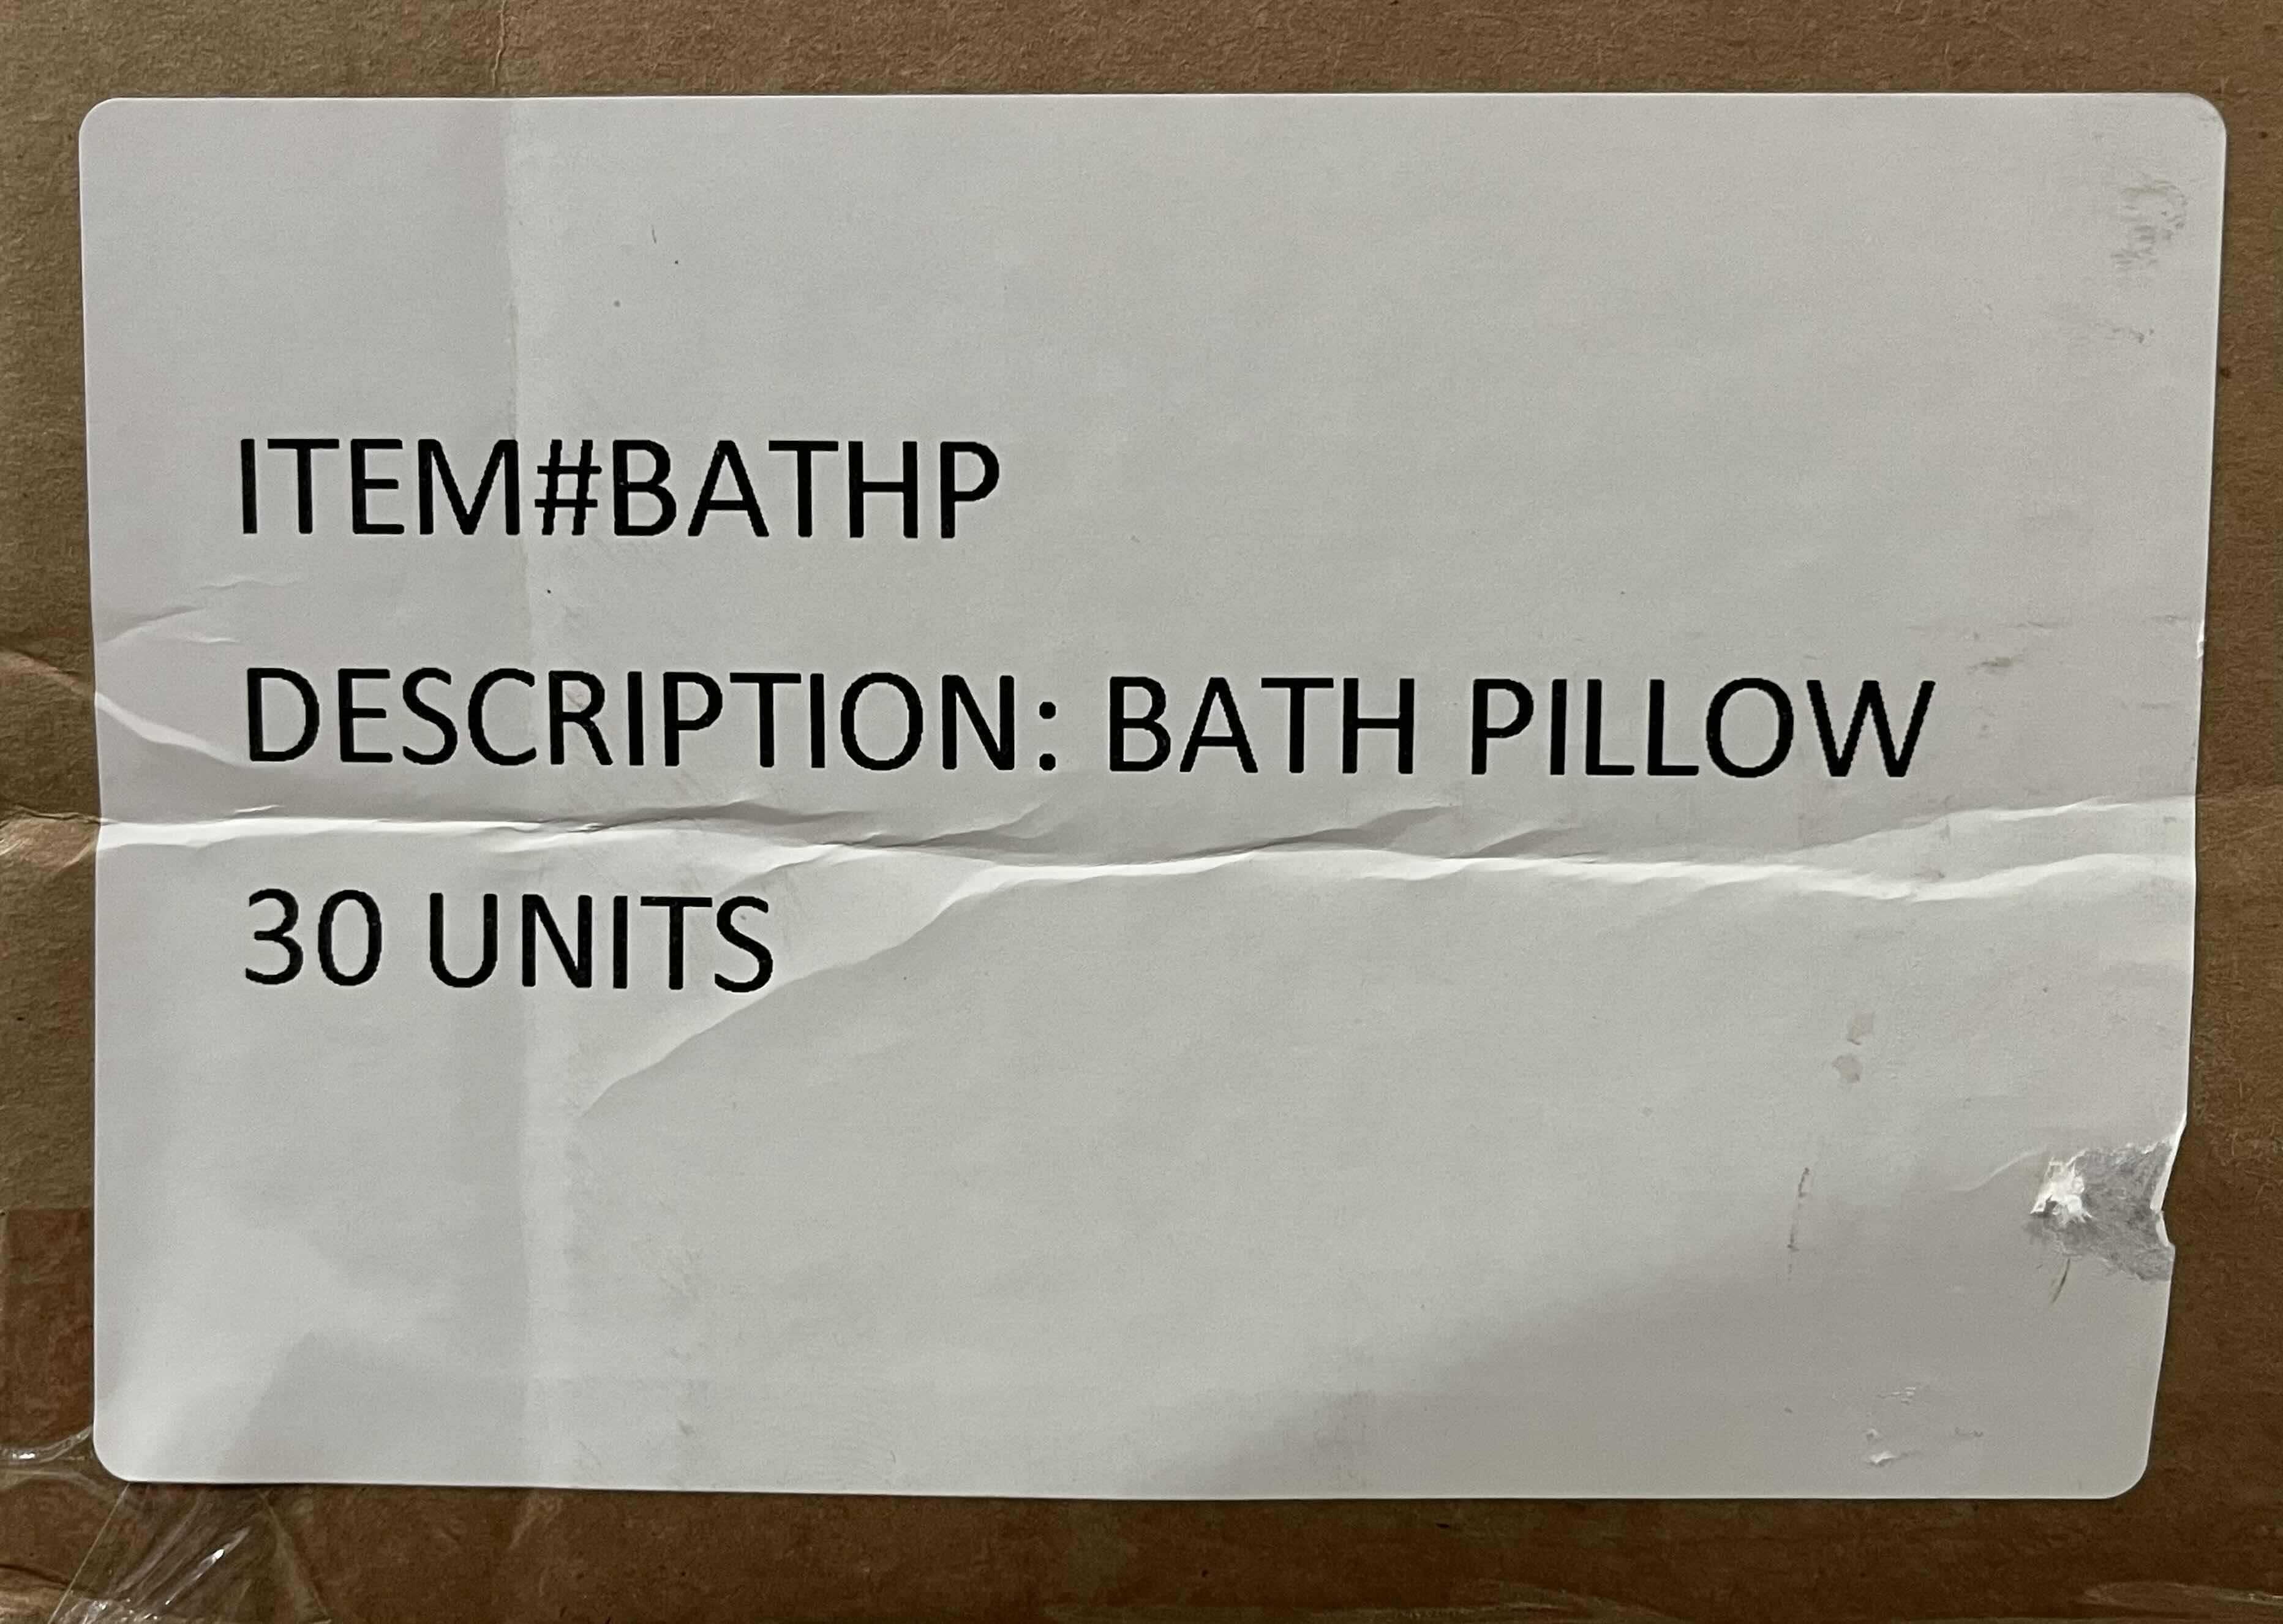 ITEM#BATHP
DESCRIPTION: BATH PILLOW
30 UNITS